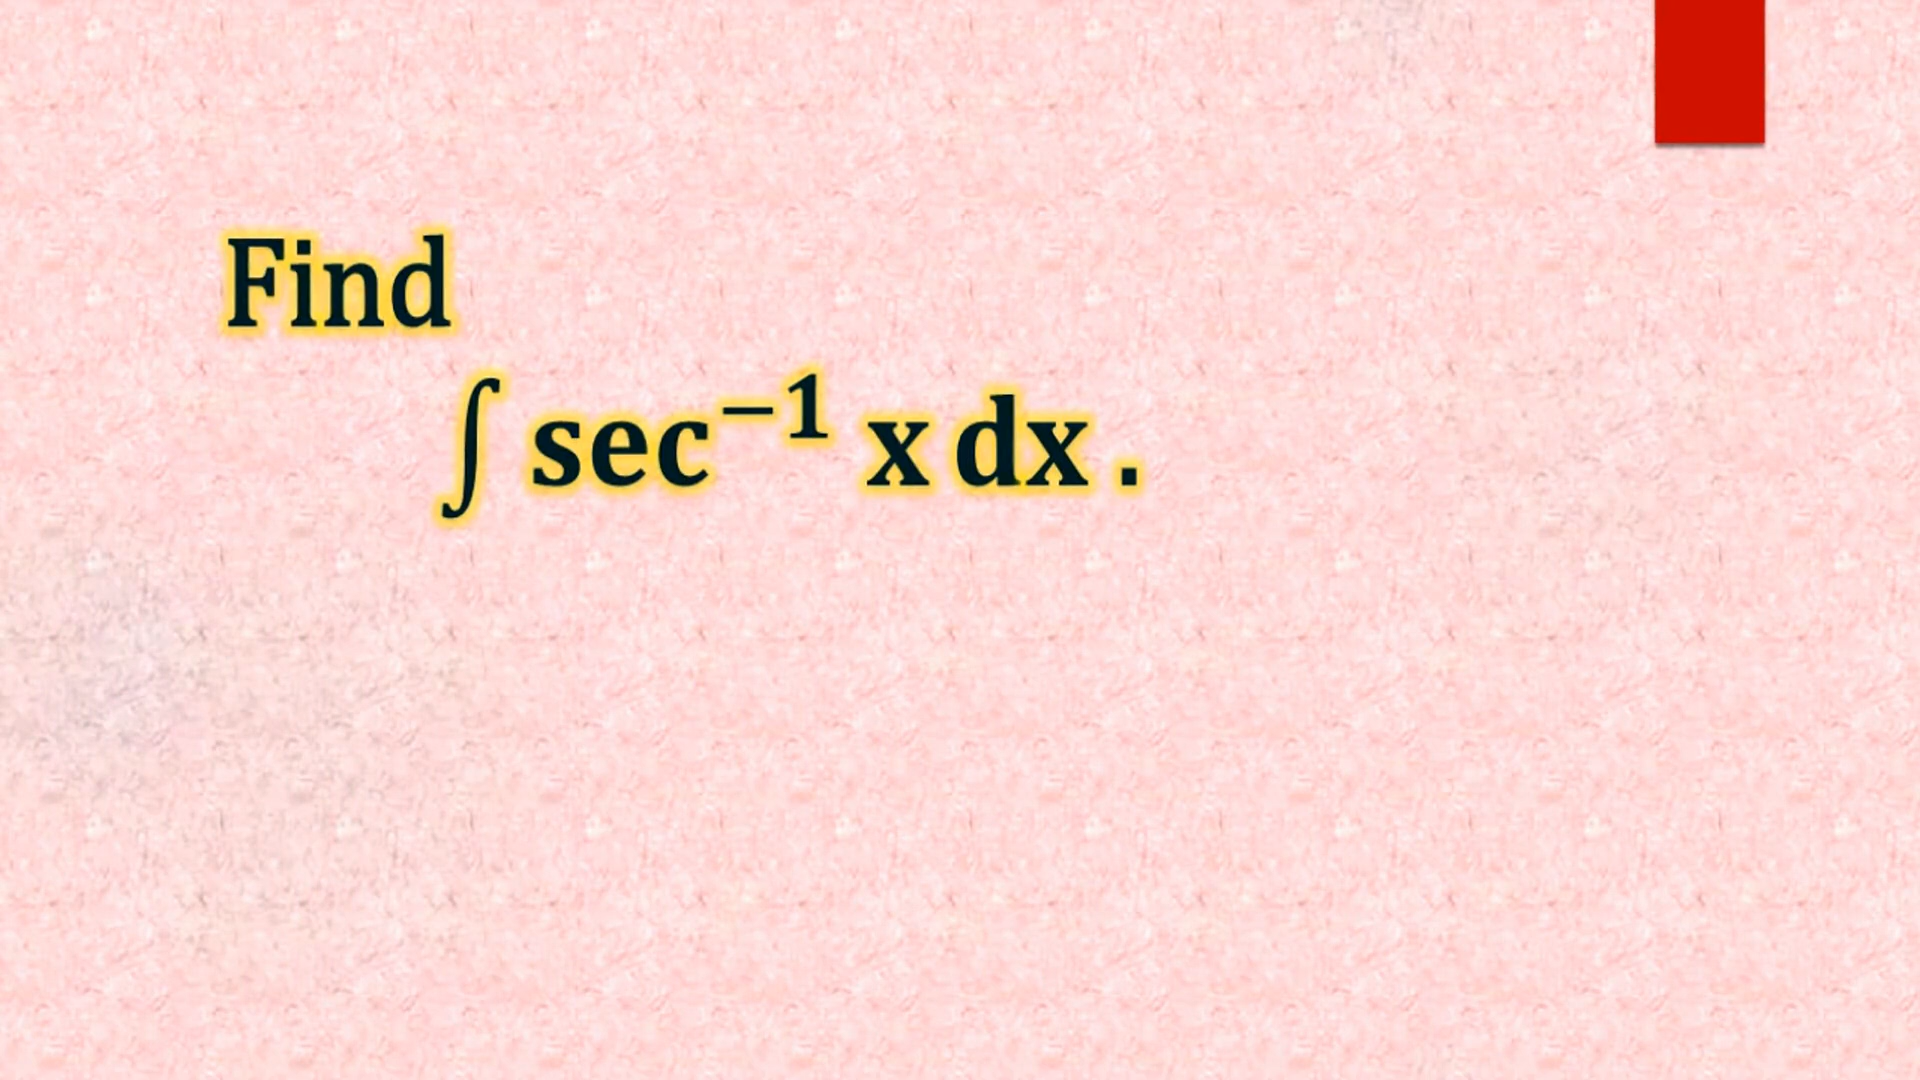 Find
∫ sec⁻¹ x dx .